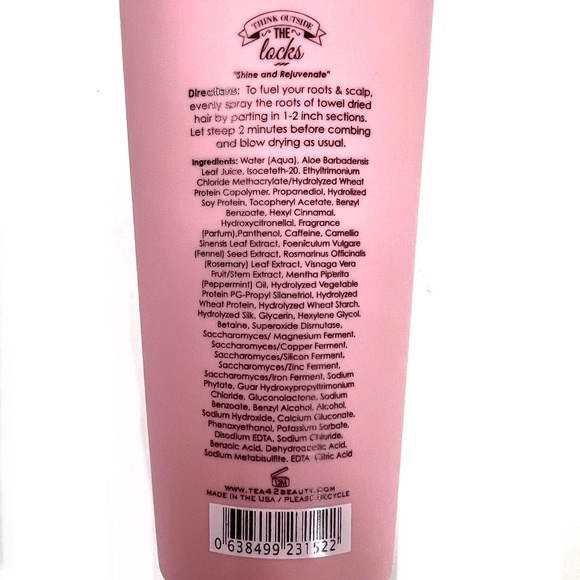 THINK OUTSIDE
THE
locks
"Shine and Rejuvenate"
Directions: To fuel your roots & scalp,
evenly spray the roots of towel dried
hair by parting in 1-2 inch sections.
Let steep 2 minutes before combing
and blow drying as usual.
Ingredients: Water (Aqua), Aloe Barbadensis
Leaf Juice, Isoceteth-20, Ethyltrimonium
Chloride Methacrylate/Hydrolyzed Wheat
Protein Copolymer, Propanediol, Hydrolized
Soy Protein, Tocopheryl Acetate, Benzyl
Benzoate, Hexyl Cinnamal,
Hydroxycitronellal, Fragrance
(Parfum),Panthenol, Caffeine, Camellia
Sinensis Leaf Extract, Foeniculum Vulgare
(Fennel) Seed Extract, Rosmarinus Officinalis
(Rosemary) Leaf Extract, Visnaga Vera
Fruit/Stem Extract, Mentha Piperita
(Peppermint) Oil, Hydrolyzed Vegetable
Protein PG-Propyl Silanetriol, Hydrolyzed
Wheat Protein, Hydrolyzed Wheat Starch,
Hydrolyzed Silk, Glycerin, Hexylene Glycol,
Betaine, Superoxide Dismutase,
Saccharomyces/ Magnesium Ferment,
Saccharomyces/Copper Ferment,
Saccharomyces/Silicon Ferment,
Saccharomyces/Zinc Ferment,
Saccharomyces/Iron Ferment, Sodium
Phytate, Guar Hydroxypropyltrimonium
Chloride, Gluconolactone, Sodium
Benzoate, Benzyl Alcohol, Alcohol,
Sodium Hydroxide, Calcium Gluconate,
Phenoxyethanol, Potassium Sorbate,
Disodium EDTA, Sodium Chloride,
Benzoic Acid, Dehydroacetic Acid,
Sodium Metabisulfite, EDTA, Citric Acid
12M
WWW.TEA42BEAUTY.COM
MADE IN THE USA / PLEASE RECYCLE
0 638499 231522